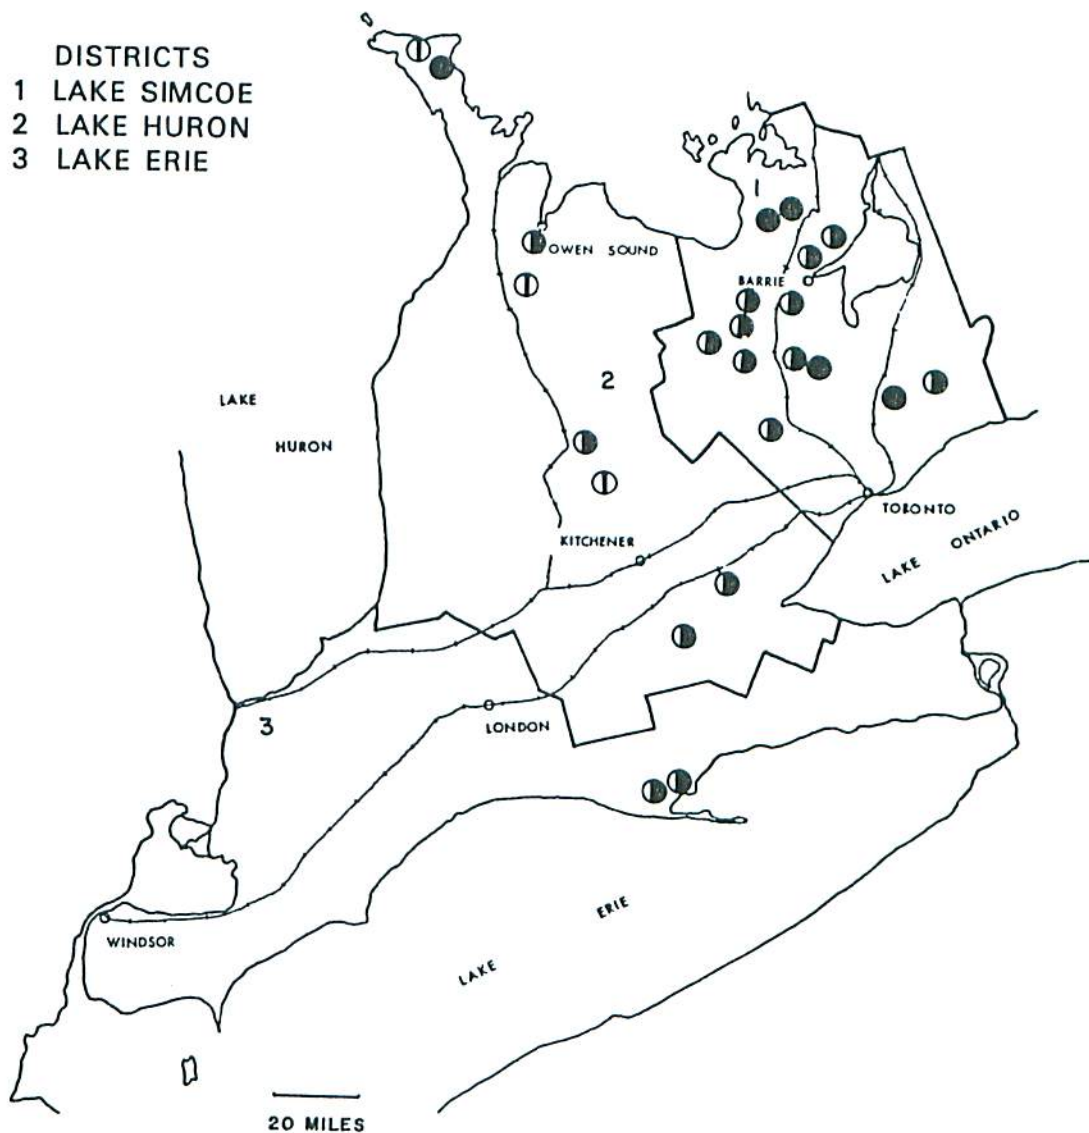 DISTRICTS
1 LAKE SIMCOE
2 LAKE HURON
3 LAKE ERIE
1
OWEN SOUND
BARRIE
2
LAKE
HURON
TORONTO
KITCHENER
LAKE ONTARIO
3
LONDON
ERIE
WINDSOR
LAKE
20 MILES